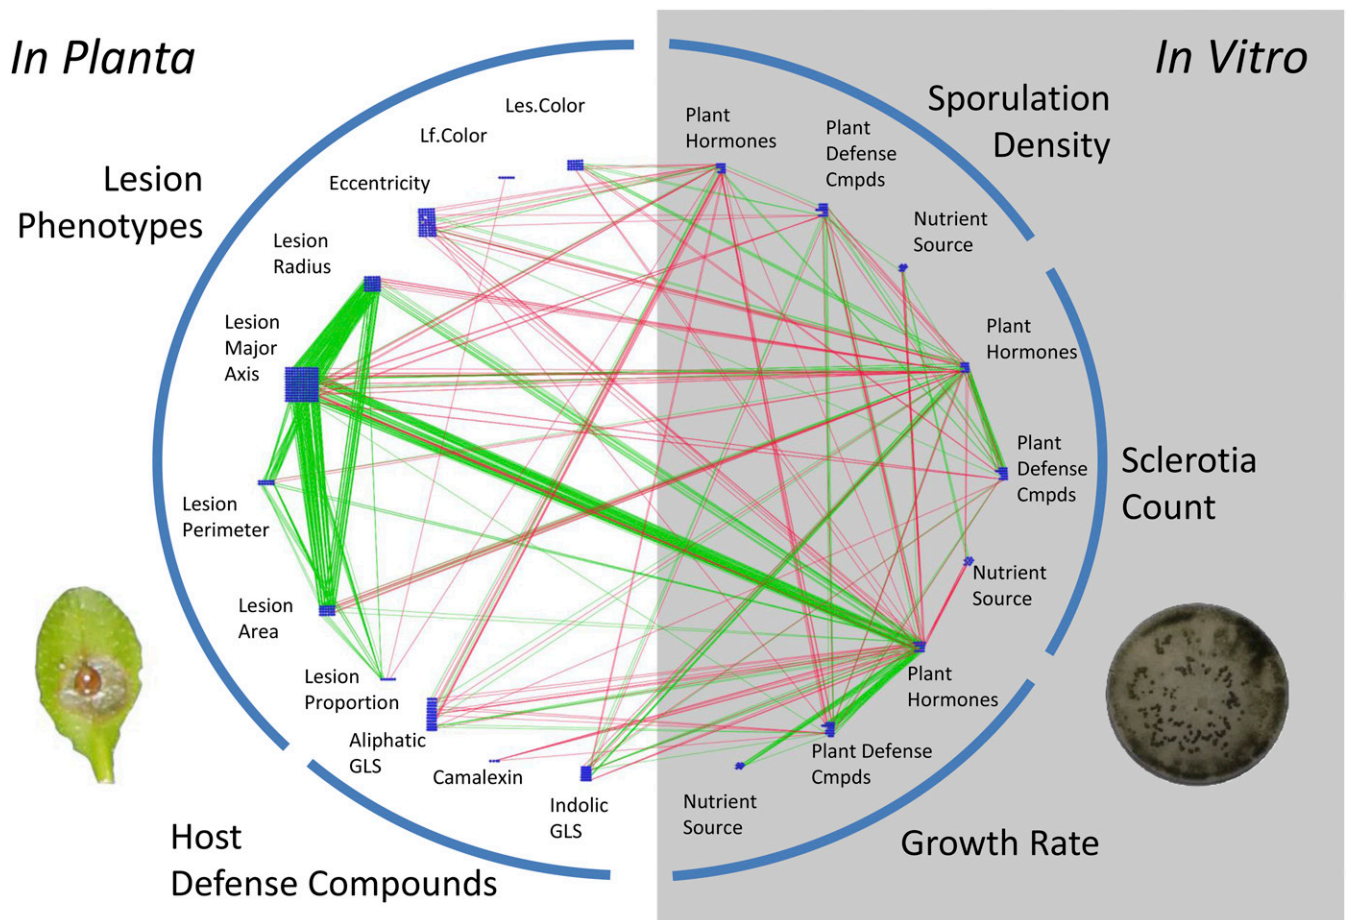 In Planta
In Vitro
Les.Color
Lf.Color
Eccentricity
Lesion
Phenotypes
Lesion
Radius
Lesion
Major
Axis
Lesion
Perimeter
Lesion
Area
Lesion
Proportion
Aliphatic
GLS
Camalexin
Indolic
GLS
Host
Defense Compounds
Plant
Hormones
Plant
Defense
Cmpds
Nutrient
Source
Sporulation
Density
Plant
Hormones
Plant
Defense
Cmpds
Nutrient
Source
Sclerotia
Count
Plant
Hormones
Plant Defense
Cmpds
Nutrient
Source
Growth Rate